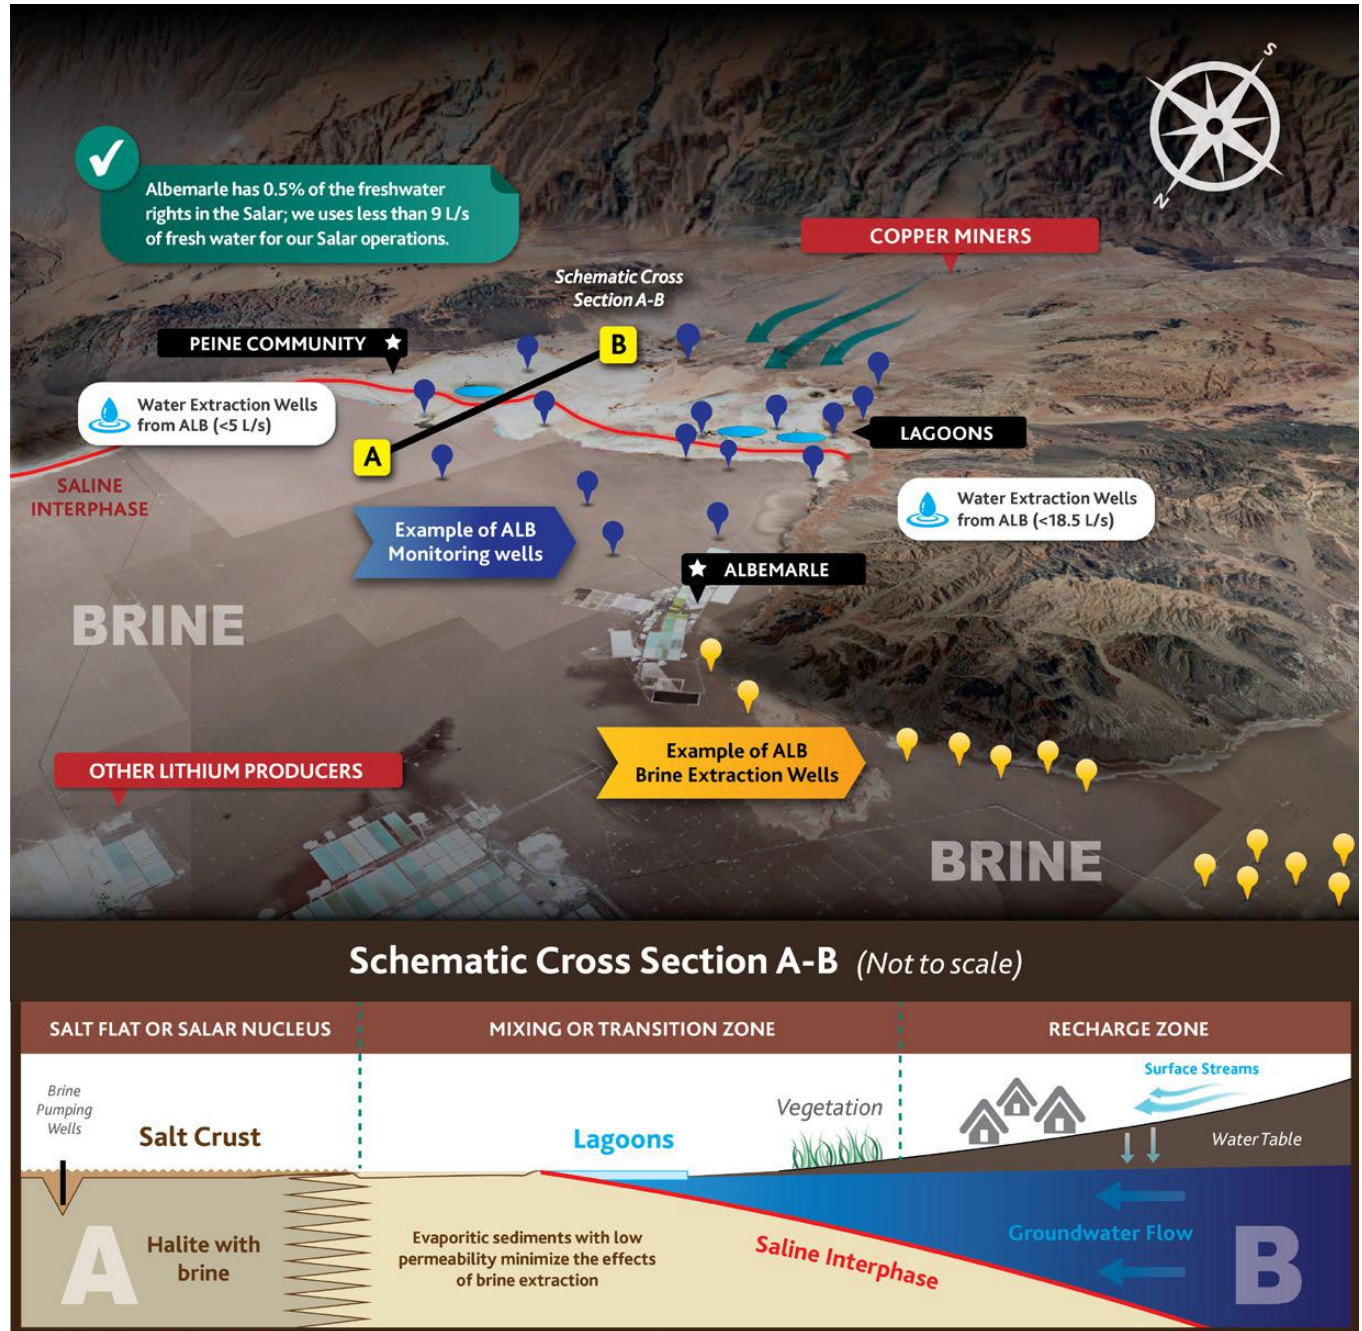 S
N
Albemarle has 0.5% of the freshwater
rights in the Salar; we uses less than 9 L/s
of fresh water for our Salar operations.
COPPER MINERS
Schematic Cross
Section A-B
PEINE COMMUNITY
B
Water Extraction Wells
from ALB (<5 L/s)
LAGOONS
A
SALINE
INTERPHASE
Water Extraction Wells
from ALB (<18.5 L/s)
Example of ALB
Monitoring wells
ALBEMARLE
BRINE
Example of ALB
Brine Extraction Wells
OTHER LITHIUM PRODUCERS
BRINE
Schematic Cross Section A-B (Not to scale)
SALT FLAT OR SALAR NUCLEUS
MIXING OR TRANSITION ZONE
RECHARGE ZONE
Brine
Pumping
Wells
Salt Crust
Lagoons
Vegetation
Surface Streams
Water Table
A
Halite with
brine
Evaporitic sediments with low
permeability minimize the effects
of brine extraction
Saline Interphase
Groundwater Flow
B